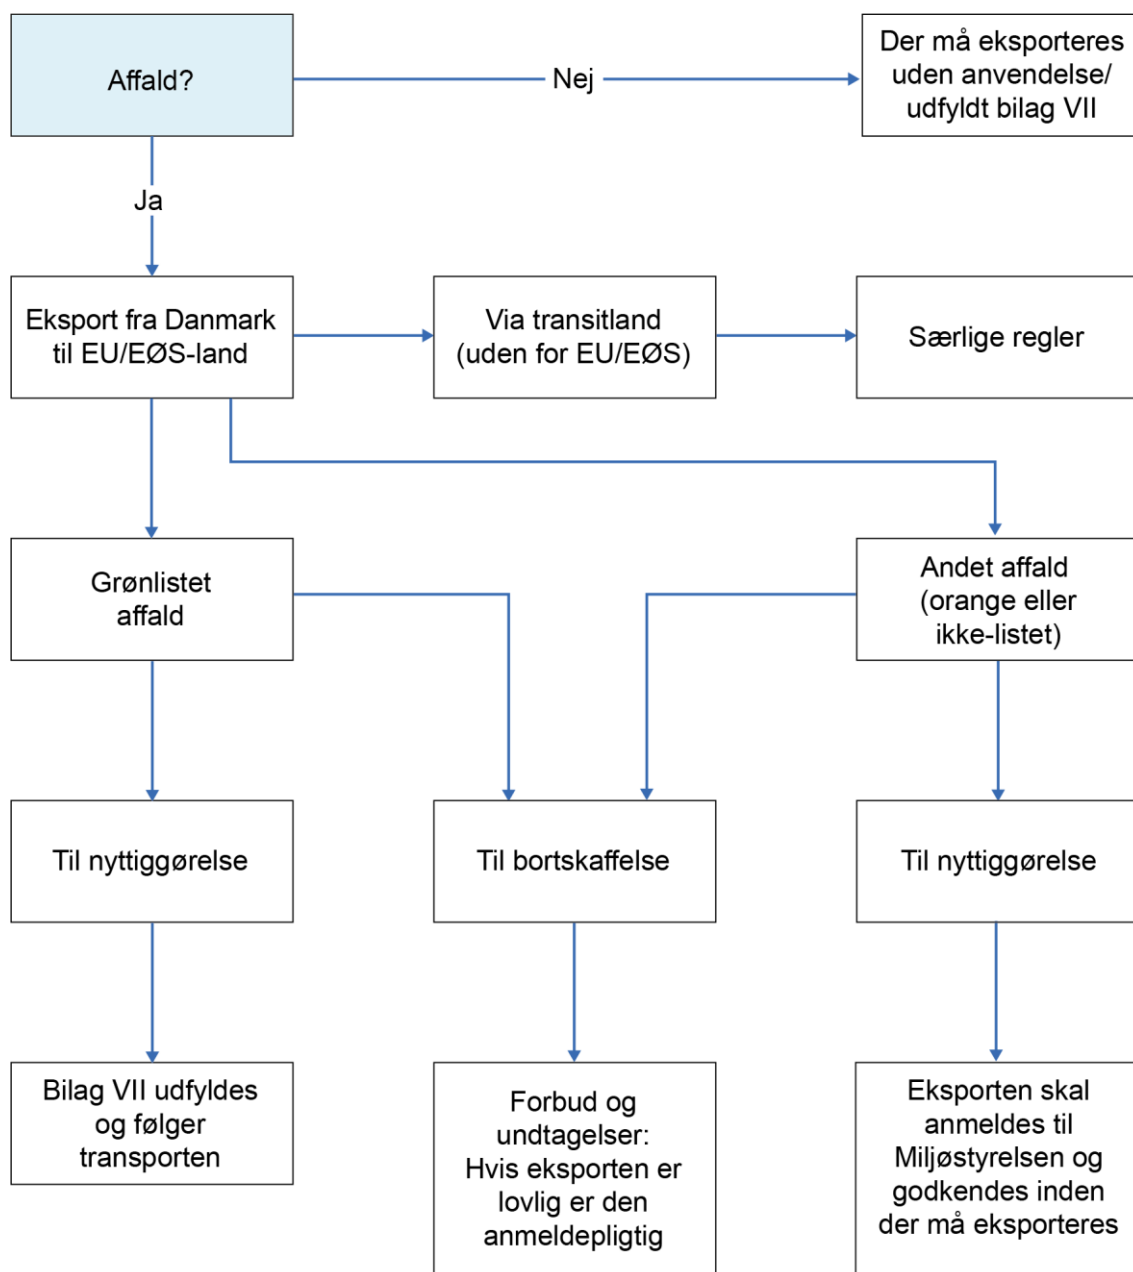 Affald?
Nej
Der må eksporteres
uden anvendelse/
udfyldt bilag VII
Ja
Eksport fra Danmark
til EU/EØS-land
Via transitland
(uden for EU/EØS)
Særlige regler
Grønlistet
affald
Andet affald
(orange eller
ikke-listet)
Til nyttiggørelse
Til bortskaffelse
Til nyttiggørelse
Bilag VII udfyldes
og følger
transporten
Forbud og
undtagelser:
Hvis eksporten er
lovlig er den
anmeldepligtig
Eksporten skal
anmeldes til
Miljøstyrelsen og
godkendes inden
der må eksporteres